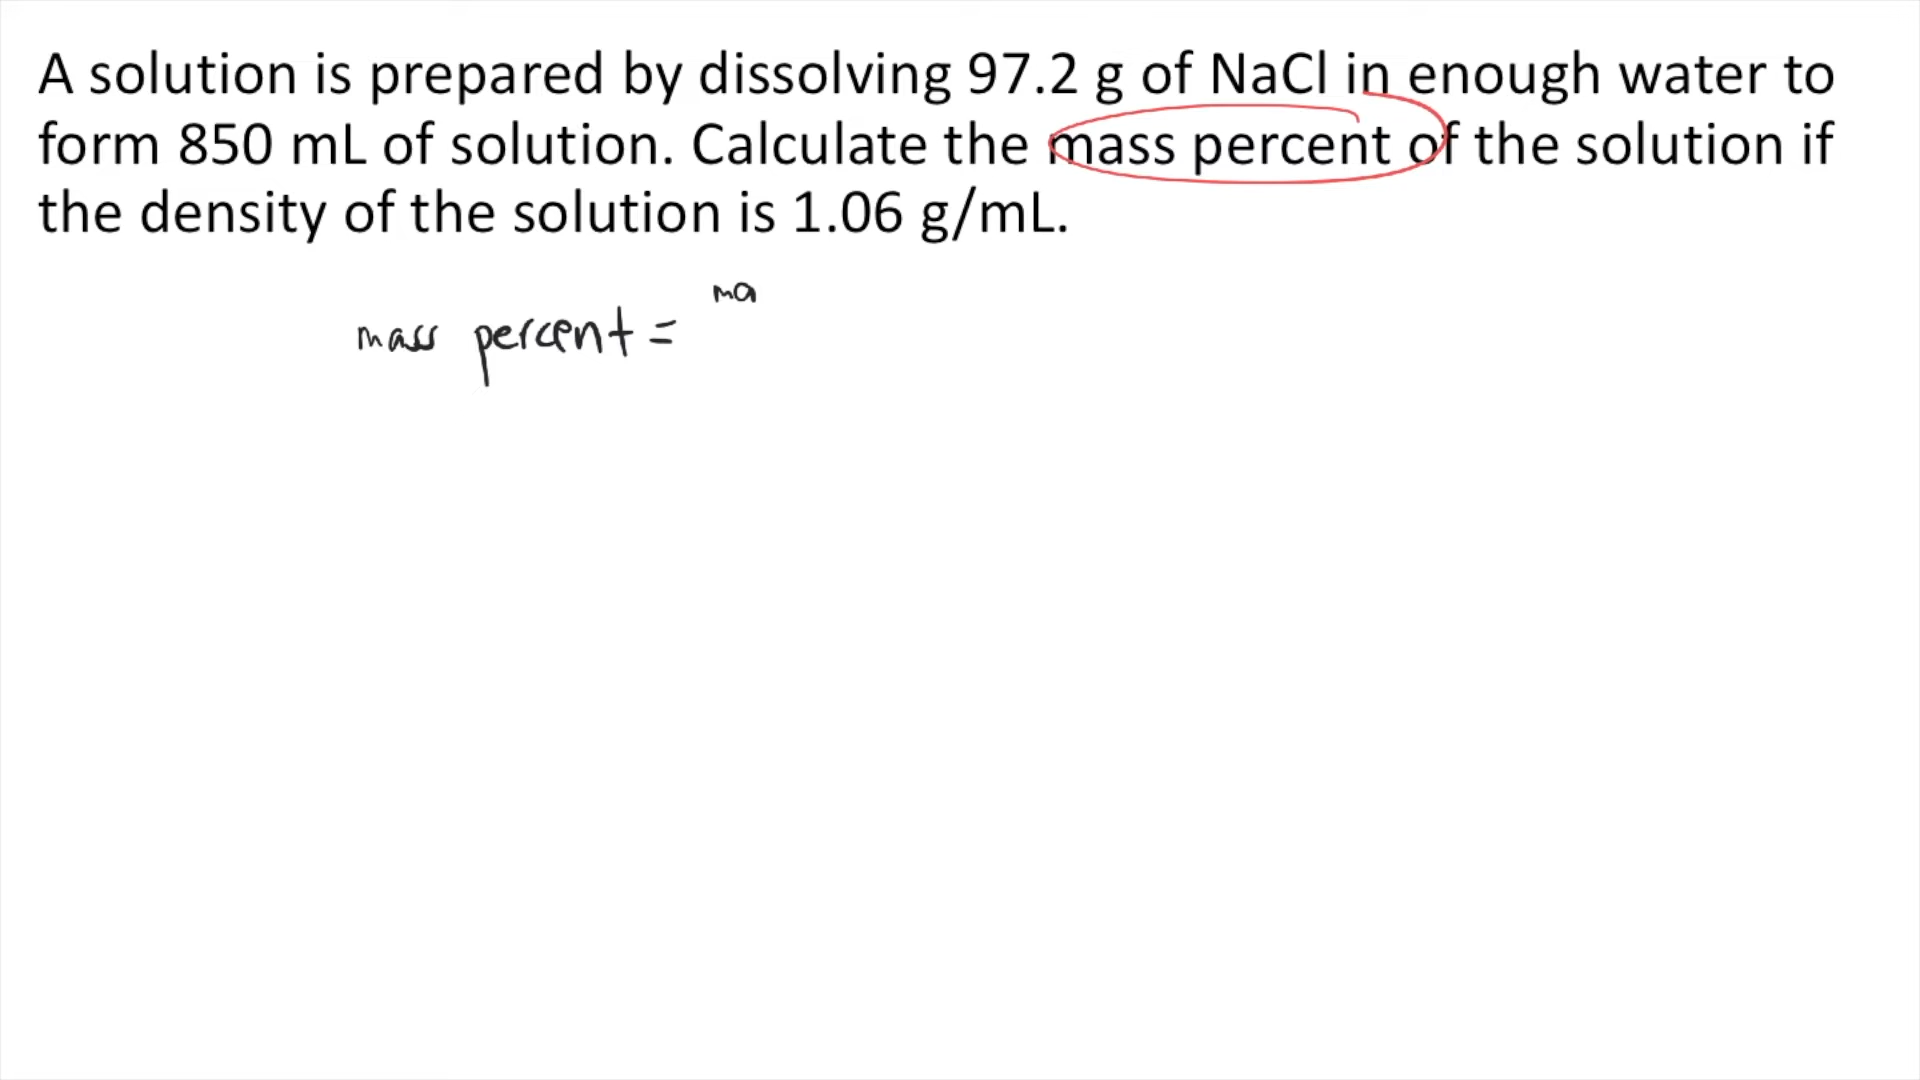 A solution is prepared by dissolving 97.2 g of NaCl in enough water to
form 850 mL of solution. Calculate the mass percent of the solution if
the density of the solution is 1.06 g/mL.
ma
mass percent =